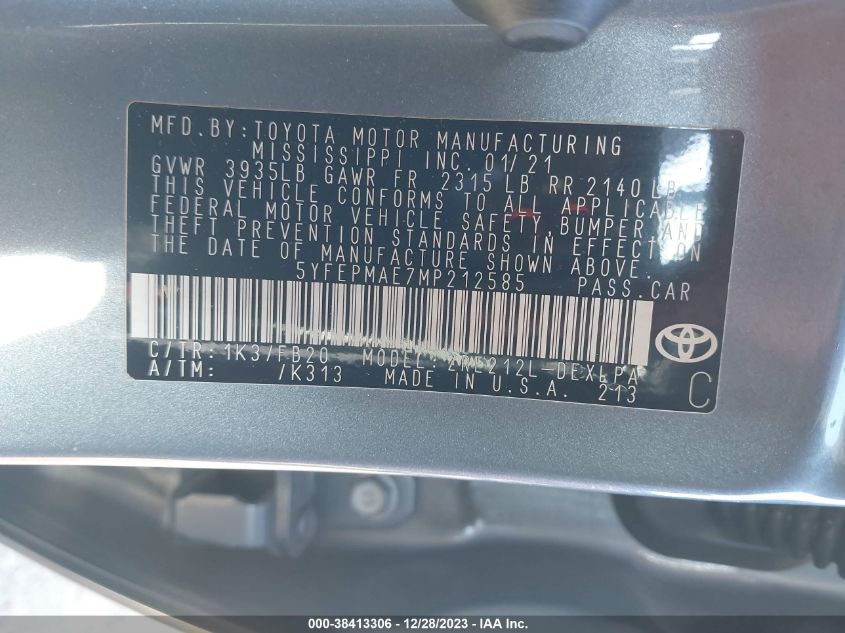 MFD. BY: TOYOTA MOTOR MANUFACTURING
MISSISSIPPI INC. 01/21
GVWR 3935LB GAWR FR 2315 LB RR 2140 LB
THIS VEHICLE CONFORMS TO ALL APPLICABLE
FEDERAL MOTOR VEHICLE SAFETY, BUMPER AND
THEFT PREVENTION STANDARDS IN EFFECT ON
THE DATE OF MANUFACTURE SHOWN ABOVE.
5YFEPMAE7MP212585 PASS. CAR
C/TR: 1K3/FB20 MODEL: ZRE212L-DEXLPA
A/TM: /K313 MADE IN U.S.A. 213
C
000-38413306 - 12/28/2023 - IAA Inc.